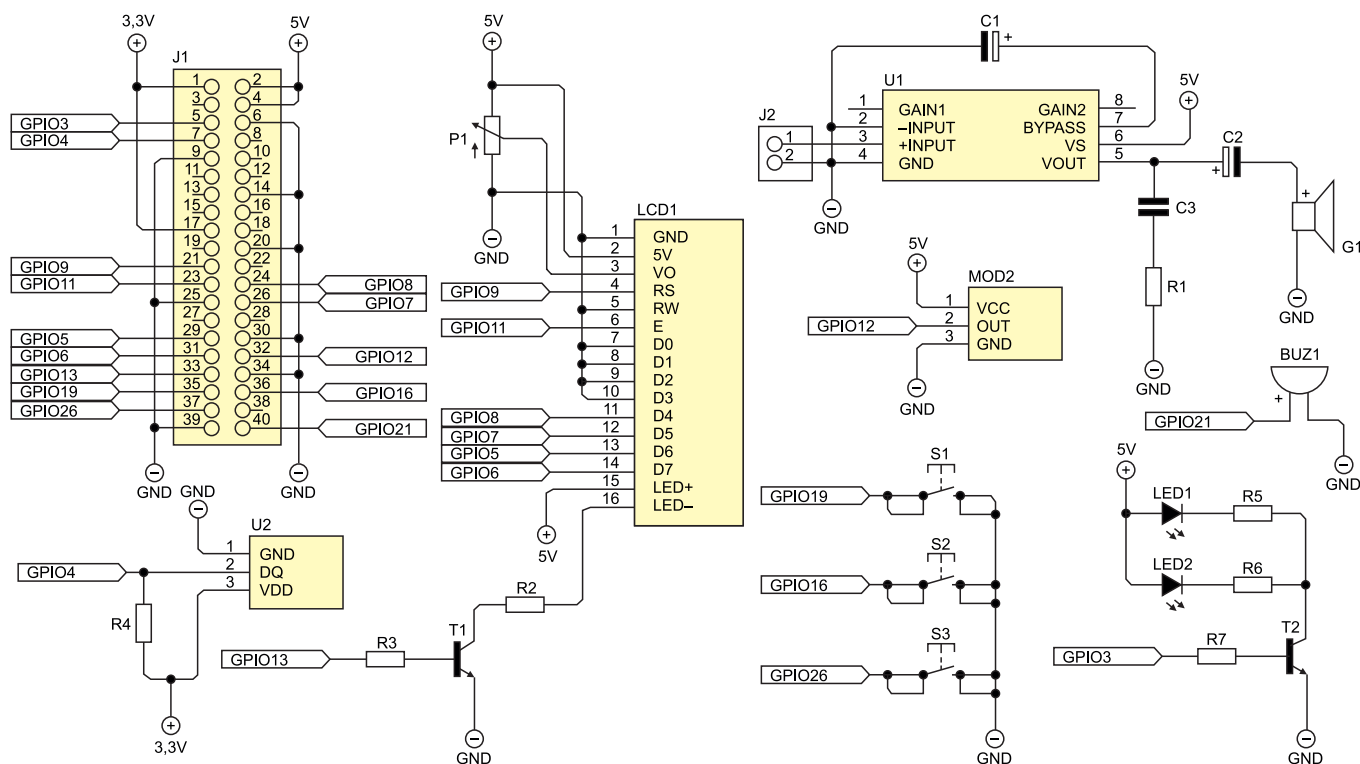 3,3V
5V
J1
1 2
3 4
GPIO3 5 6
GPIO4 7 8
9 10
11 12
13 14
15 16
17 18
19 20
GPIO9 21 22
GPIO11 23 24 GPIO8
25 26 GPIO7
27 28
GPIO5 29 30
GPIO6 31 32 GPIO12
GPIO13 33 34
GPIO19 35 36 GPIO16
GPIO26 37 38
39 40 GPIO21
GND
GND
GND
U2
1 GND
GPIO4 2 DQ
3 VDD
R4
3,3V
5V
P1
GND
LCD1
1 GND
2 5V
3 VO
GPIO9 4 RS
5 RW
GPIO11 6 E
7 D0
8 D1
9 D2
10 D3
GPIO8 11 D4
GPIO7 12 D5
GPIO5 13 D6
GPIO6 14 D7
15 LED+
16 LED–
5V
R2
T1
GPIO13 R3
GND
C1
+
U1
1 GAIN1 GAIN2 8
2 –INPUT BYPASS 7
3 +INPUT VS 6
4 GND VOUT 5
5V
J2
1
2
GND
C2
+
C3
R1
GND
+
G1
GND
5V
MOD2
1 VCC
GPIO12 2 OUT
3 GND
GND
BUZ1
+
GPIO21
GND
S1
GPIO19
S2
GPIO16
S3
GPIO26
GND
5V
LED1 R5
LED2 R6
T2
GPIO3 R7
GND